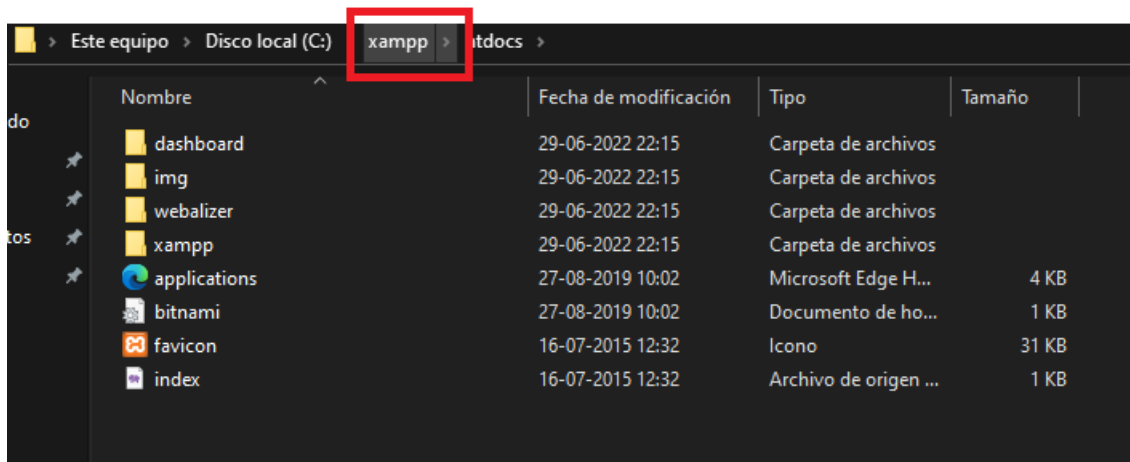 Este equipo > Disco local (C:) xampp > htdocs >
Nombre Fecha de modificación Tipo Tamaño
do
dashboard 29-06-2022 22:15 Carpeta de archivos
img 29-06-2022 22:15 Carpeta de archivos
webalizer 29-06-2022 22:15 Carpeta de archivos
tos xampp 29-06-2022 22:15 Carpeta de archivos
applications 27-08-2019 10:02 Microsoft Edge H... 4 KB
bitnami 27-08-2019 10:02 Documento de ho... 1 KB
favicon 16-07-2015 12:32 Icono 31 KB
index 16-07-2015 12:32 Archivo de origen ... 1 KB